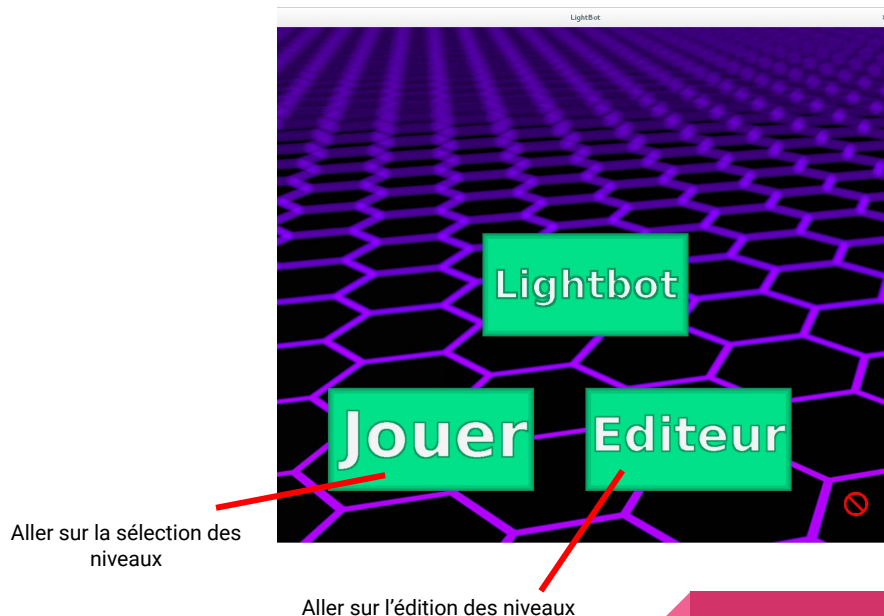 LightBot
Lightbot
Jouer
Editeur
Aller sur la sélection des
niveaux
Aller sur l’édition des niveaux